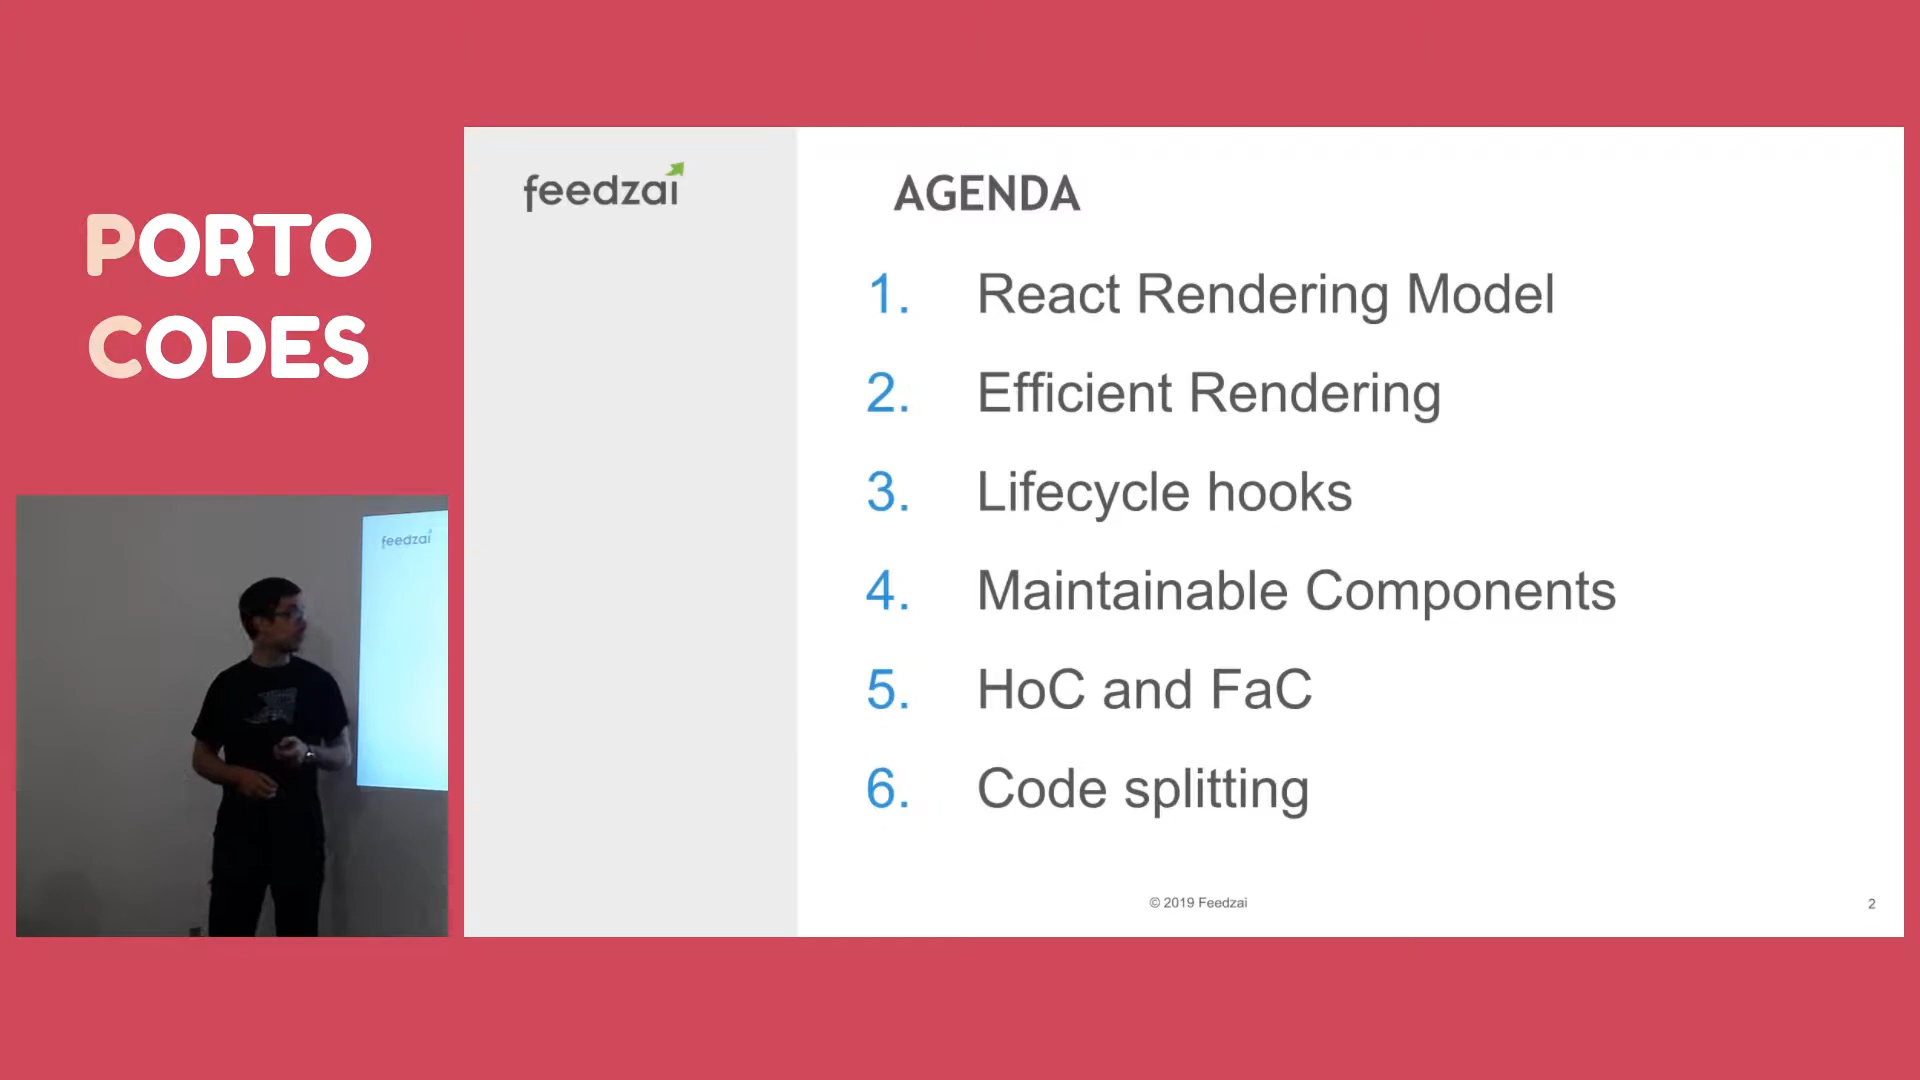 PORTO
CODES
feedzai
feedzai
AGENDA
1. React Rendering Model
2. Efficient Rendering
3. Lifecycle hooks
4. Maintainable Components
5. HoC and FaC
6. Code splitting
© 2019 Feedzai
2